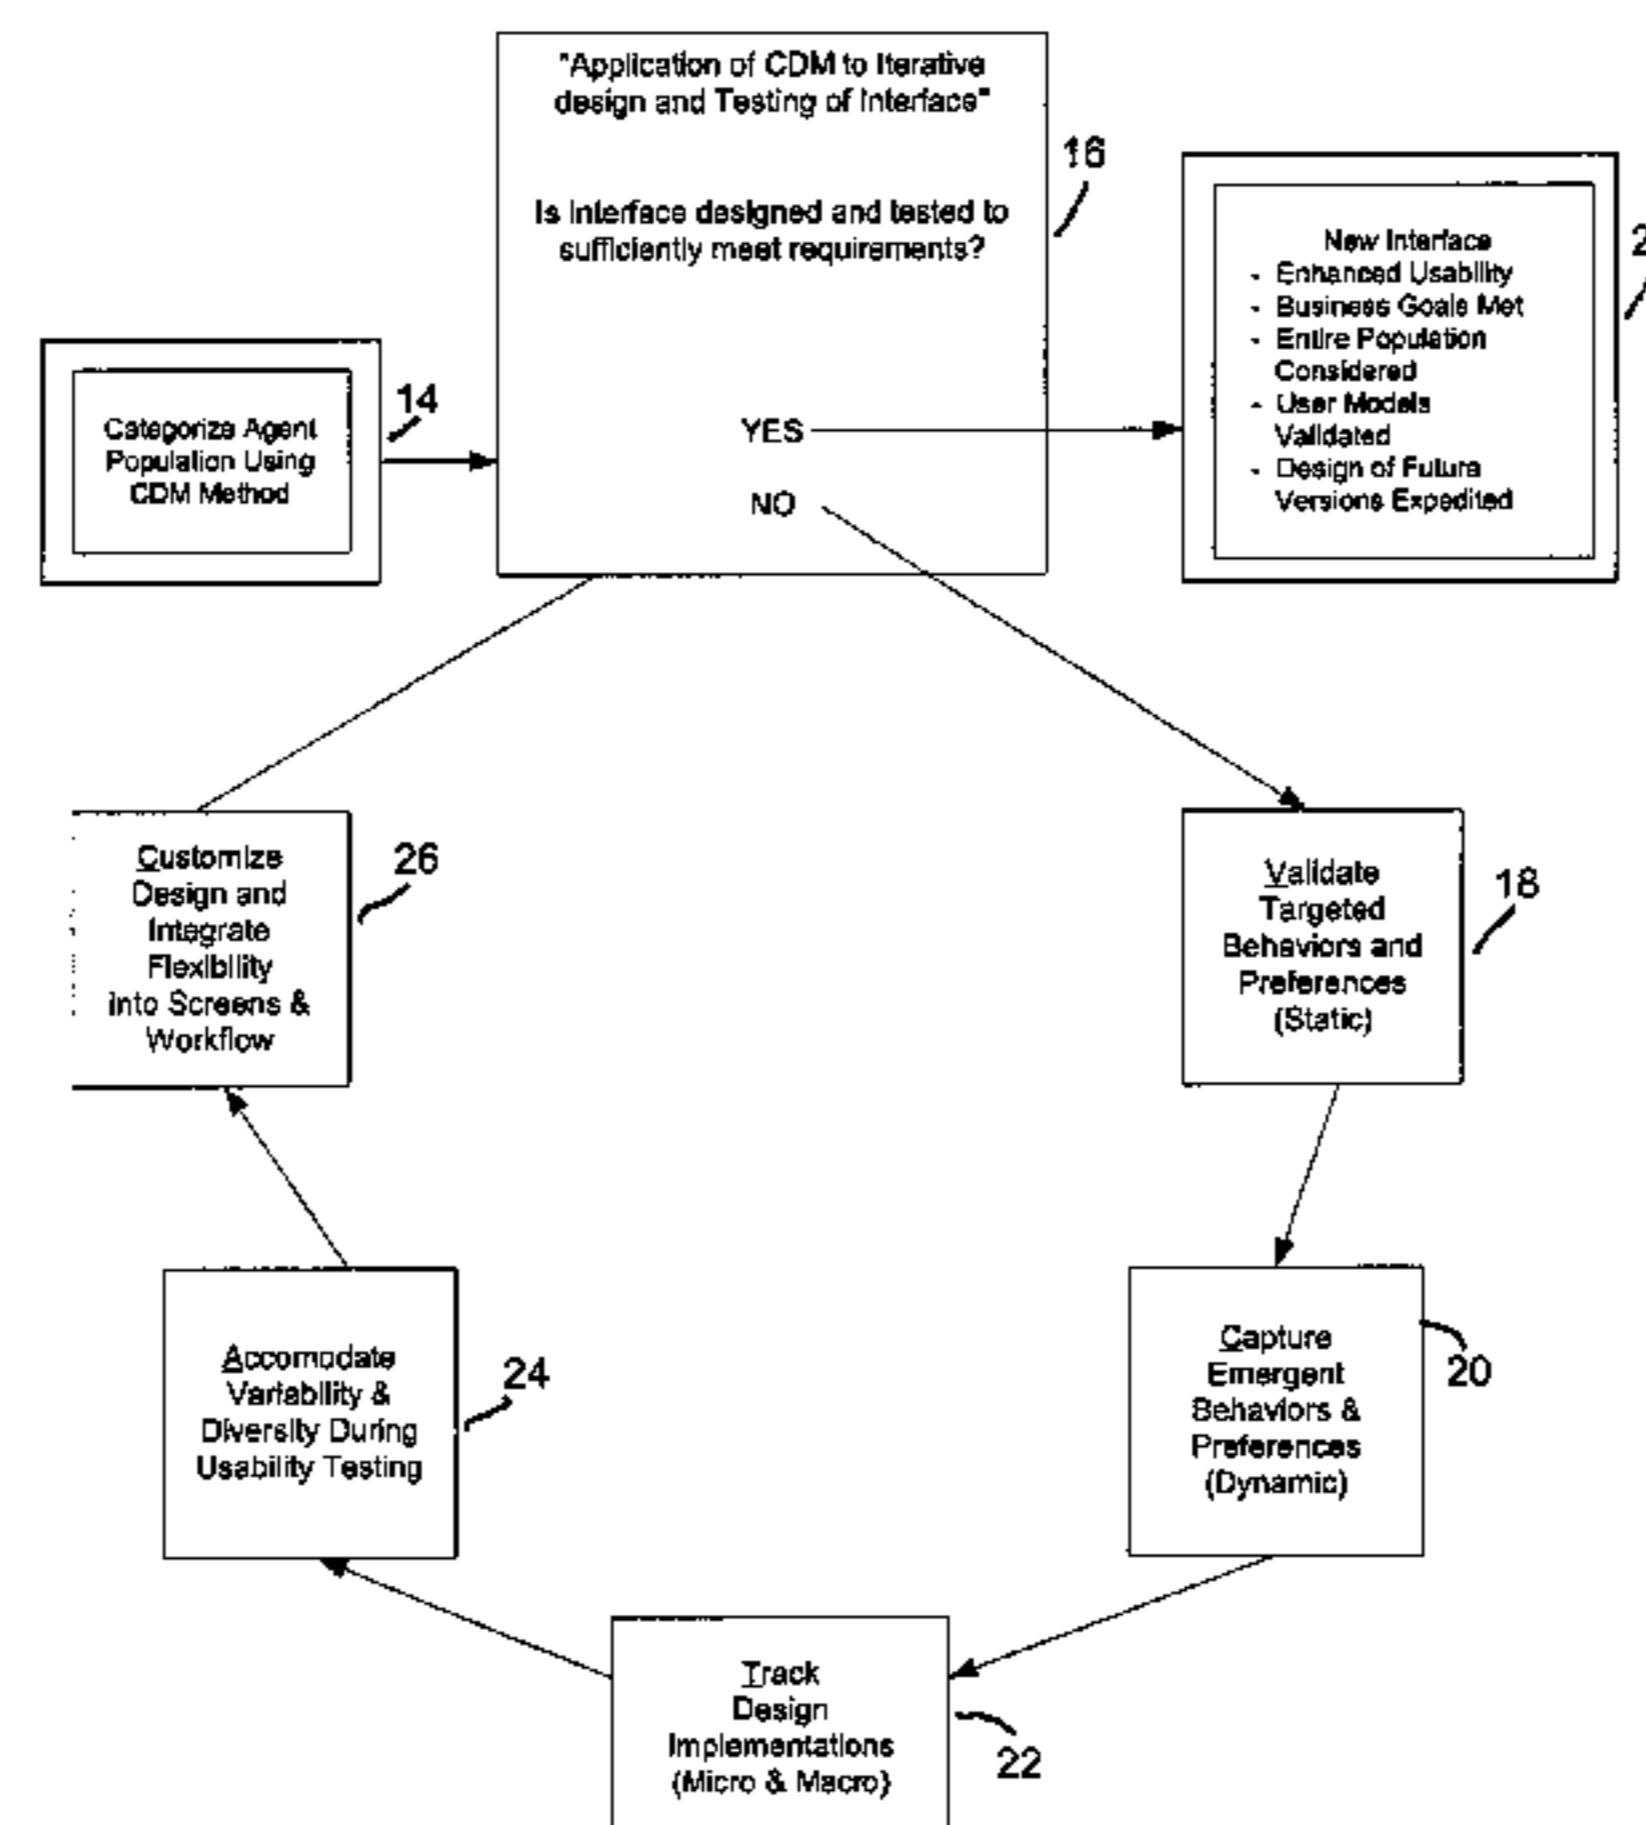 "Application of CDM to Iterative
design and Testing of Interface"
16
Is Interface designed and tested to
sufficiently meet requirements?
YES
NO
14
Categorize Agent
Population Using
CDM Method
New Interface
- Enhanced Usability
- Business Goals Met
- Entire Population
Considered
- User Models
Validated
- Design of Future
Versions Expedited
26
Customize
Design and
Integrate
Flexibility
into Screens &
Workflow
18
Validate
Targeted
Behaviors and
Preferences
(Static)
24
Accomodate
Variability &
Diversity During
Usability Testing
20
Capture
Emergent
Behaviors &
Preferences
(Dynamic)
22
Track
Design
Implementations
(Micro & Macro)